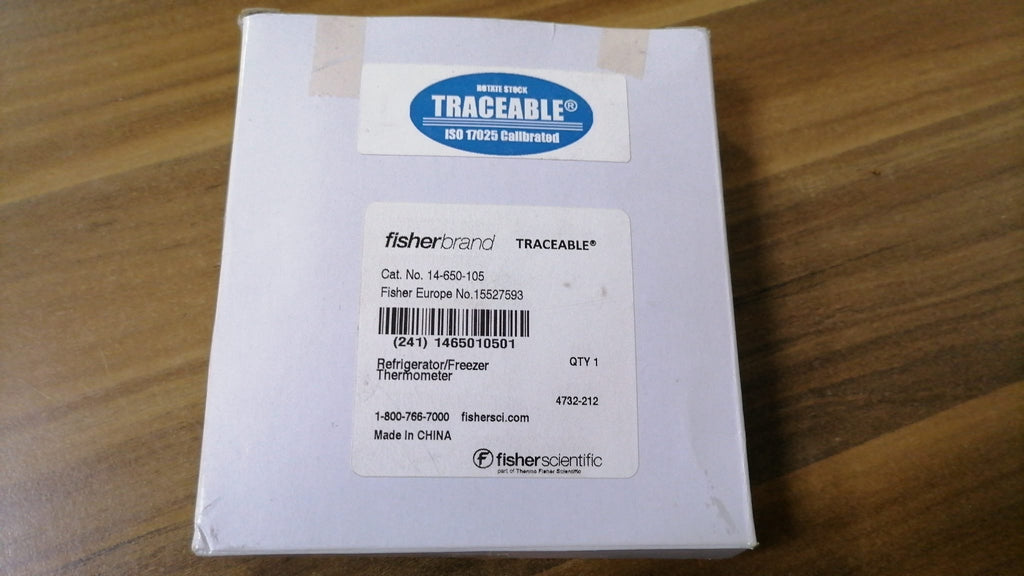 ROTATE STOCK
TRACEABLE®
ISO 17025 Calibrated
fisherbrand TRACEABLE®
Cat. No. 14-650-105
Fisher Europe No.15527593
(241) 1465010501
Refrigerator/Freezer QTY 1
Thermometer
4732-212
1-800-766-7000 fishersci.com
Made In CHINA
F fisherscientific
part of Thermo Fisher Scientific